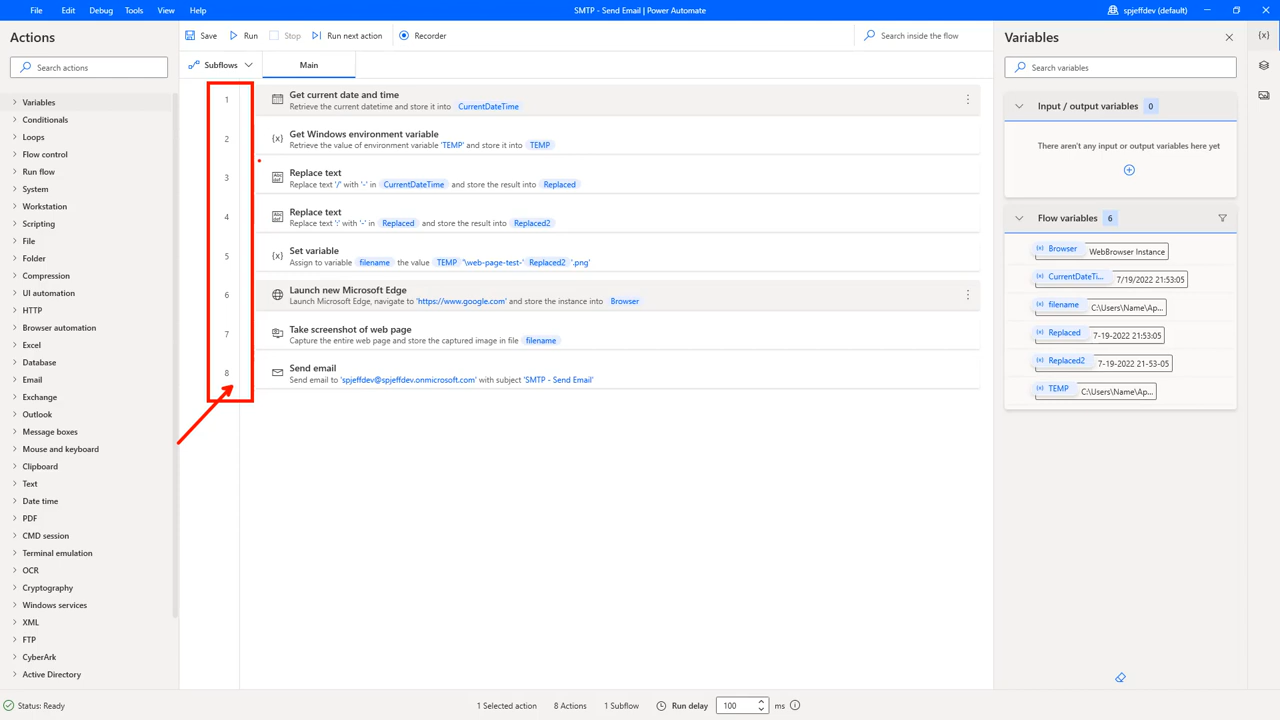 File Edit Debug Tools View Help
SMTP - Send Email | Power Automate
spjeffdev (default)
Actions
Search actions
Variables
Conditionals
Loops
Flow control
Run flow
System
Workstation
Scripting
File
Folder
Compression
UI automation
HTTP
Browser automation
Excel
Database
Email
Exchange
Outlook
Message boxes
Mouse and keyboard
Clipboard
Text
Date time
PDF
CMD session
Terminal emulation
OCR
Cryptography
Windows services
XML
FTP
CyberArk
Active Directory
Save Run Stop Run next action Recorder
Search inside the flow
Subflows Main
1 Get current date and time
Retrieve the current datetime and store it into CurrentDateTime
2 Get Windows environment variable
{x} Retrieve the value of environment variable 'TEMP' and store it into TEMP
3 Replace text
Replace text '/' with '-' in CurrentDateTime and store the result into Replaced
4 Replace text
Replace text ':' with '-' in Replaced and store the result into Replaced2
5 Set variable
{x} Assign to variable filename the value TEMP '\web-page-test-' Replaced2 '.png'
6 Launch new Microsoft Edge
Launch Microsoft Edge, navigate to 'https://www.google.com' and store the instance into Browser
7 Take screenshot of web page
Capture the entire web page and store the captured image in file filename
8 Send email
Send email to 'spjeffdev@spjeffdev.onmicrosoft.com' with subject 'SMTP - Send Email'
Variables
{x}
Search variables
Input / output variables 0
There aren't any input or output variables here yet
Flow variables 6
(x) Browser WebBrowser Instance
(x) CurrentDateTi... 7/19/2022 21:53:05
(x) filename C:\Users\Name\Ap...
(x) Replaced 7-19-2022 21:53:05
(x) Replaced2 7-19-2022 21-53-05
(x) TEMP C:\Users\Name\Ap...
Status: Ready
1 Selected action 8 Actions 1 Subflow Run delay 100 ms